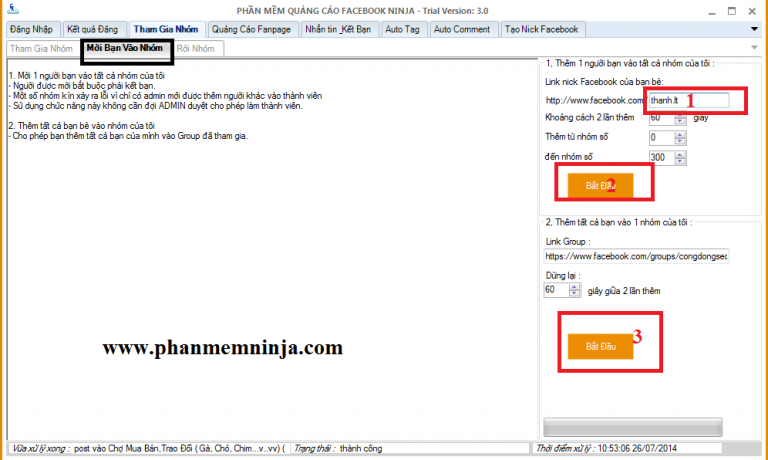 PHẦN MỀM QUẢNG CÁO FACEBOOK NINJA - Trial Version: 3.0
Đăng Nhập Kết quả Đăng Tham Gia Nhóm Quảng Cáo Fanpage Nhắn tin _Kết Bạn Auto Tag Auto Comment Tạo Nick Facebook
Tham Gia Nhóm Mời Bạn Vào Nhóm Rời Nhóm
1. Mời 1 người bạn vào tất cả nhóm của tôi
- Người được mời bắt buộc phải kết bạn.
- Một số nhóm kín xảy ra lỗi vì chỉ có admin mới được thêm người khác vào thành viên
- Sử dụng chức năng này không cần đợi ADMIN duyệt cho phép làm thành viên.
2. Thêm tất cả bạn bè vào nhóm của tôi
- Cho phép bạn thêm tất cả bạn của mình vào Group đã tham gia.
www.phanmemninja.com
1, Thêm 1 người bạn vào tất cả nhóm của tôi :
Link nick Facebook của bạn bè:
http://www.facebook.com/ thanh.lt 1
Khoảng cách 2 lần thêm 60 giây
Thêm từ nhóm số 0
đến nhóm số 300
Bắt Đầu 2
2, Thêm tất cả bạn vào 1 nhóm của tôi :
Link Group :
https://www.facebook.com/groups/congdongseo
Dừng lại :
60 giây giữa 2 lần thêm
Bắt Đầu 3
Vừa xử lý xong : post vào Chợ Mua Bán,Trao Đổi ( Gà, Chó, Chim...v..vv) ( Trạng thái : thành công Thời điểm xử lý : 10:53:06 26/07/2014